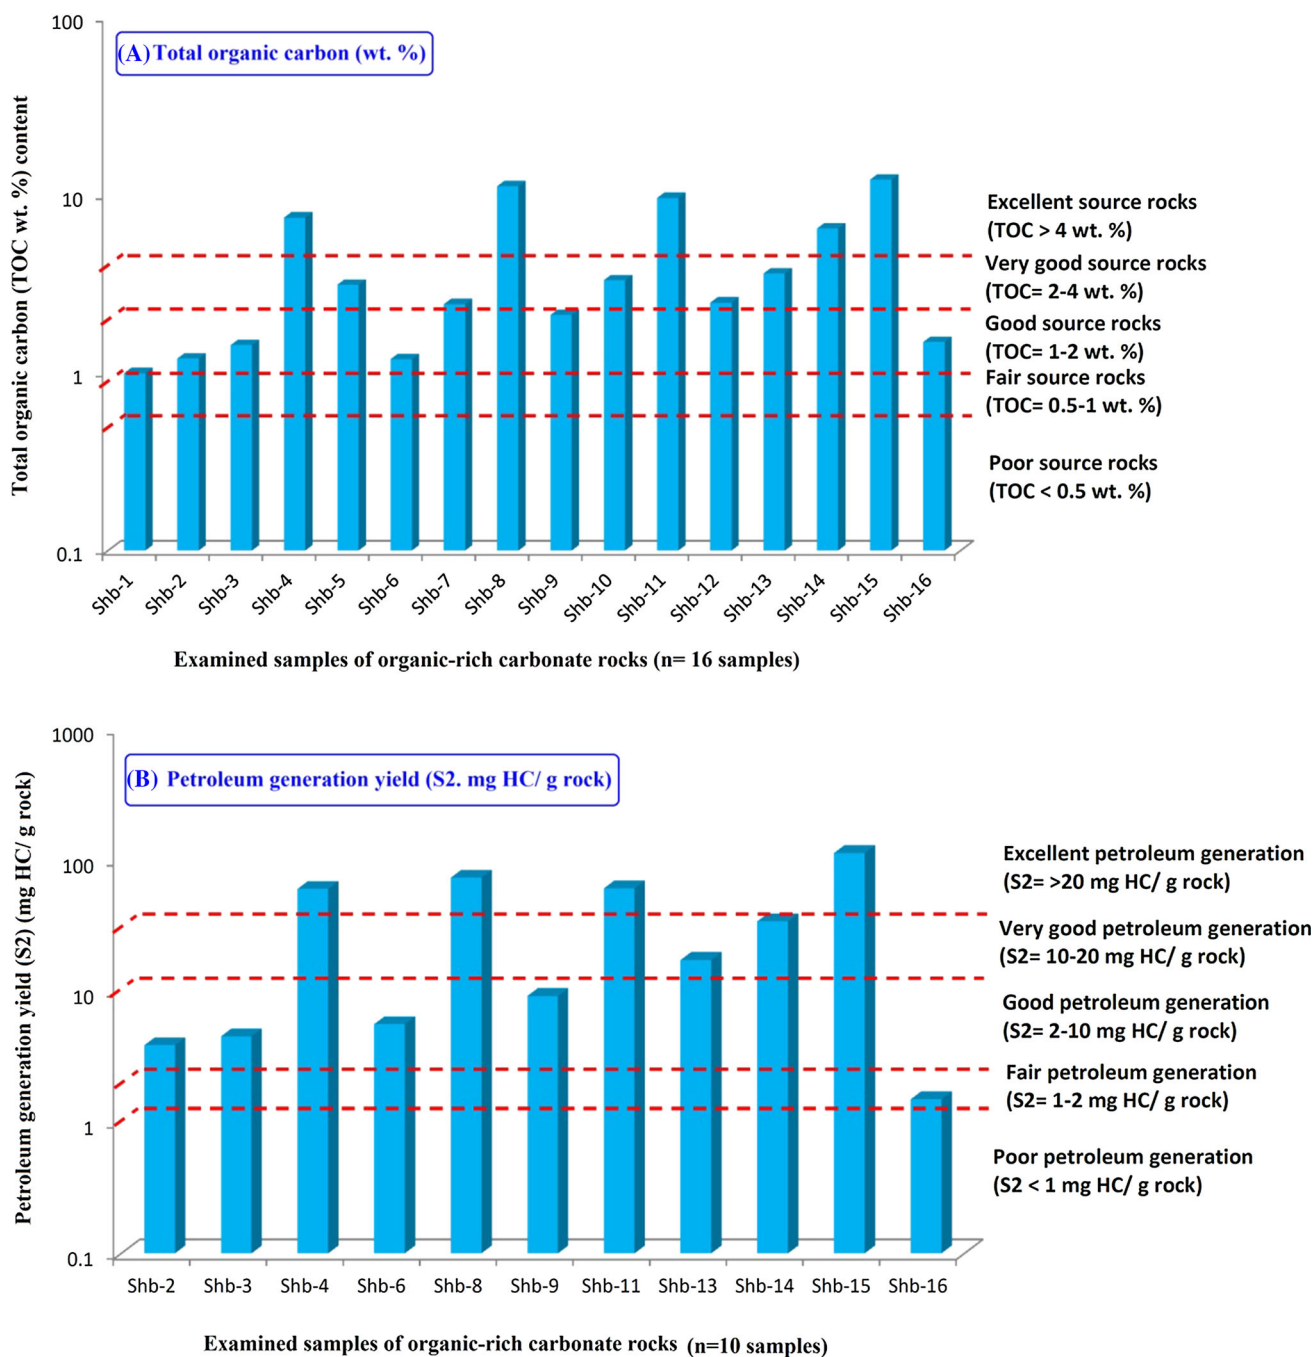 100
(A) Total organic carbon (wt. %)
Total organic carbon (TOC wt. %) content
10
1
0.1
Excellent source rocks
(TOC > 4 wt. %)
Very good source rocks
(TOC= 2-4 wt. %)
Good source rocks
(TOC= 1-2 wt. %)
Fair source rocks
(TOC= 0.5-1 wt. %)
Poor source rocks
(TOC < 0.5 wt. %)
Shb-1 Shb-2 Shb-3 Shb-4 Shb-5 Shb-6 Shb-7 Shb-8 Shb-9 Shb-10 Shb-11 Shb-12 Shb-13 Shb-14 Shb-15 Shb-16
Examined samples of organic-rich carbonate rocks (n= 16 samples)
1000
(B) Petroleum generation yield (S2. mg HC/ g rock)
Petroleum generation yield (S2) (mg HC/ g rock)
100
10
1
0.1
Excellent petroleum generation
(S2= >20 mg HC/ g rock)
Very good petroleum generation
(S2= 10-20 mg HC/ g rock)
Good petroleum generation
(S2= 2-10 mg HC/ g rock)
Fair petroleum generation
(S2= 1-2 mg HC/ g rock)
Poor petroleum generation
(S2 < 1 mg HC/ g rock)
Shb-2 Shb-3 Shb-4 Shb-6 Shb-8 Shb-9 Shb-11 Shb-13 Shb-14 Shb-15 Shb-16
Examined samples of organic-rich carbonate rocks (n=10 samples)